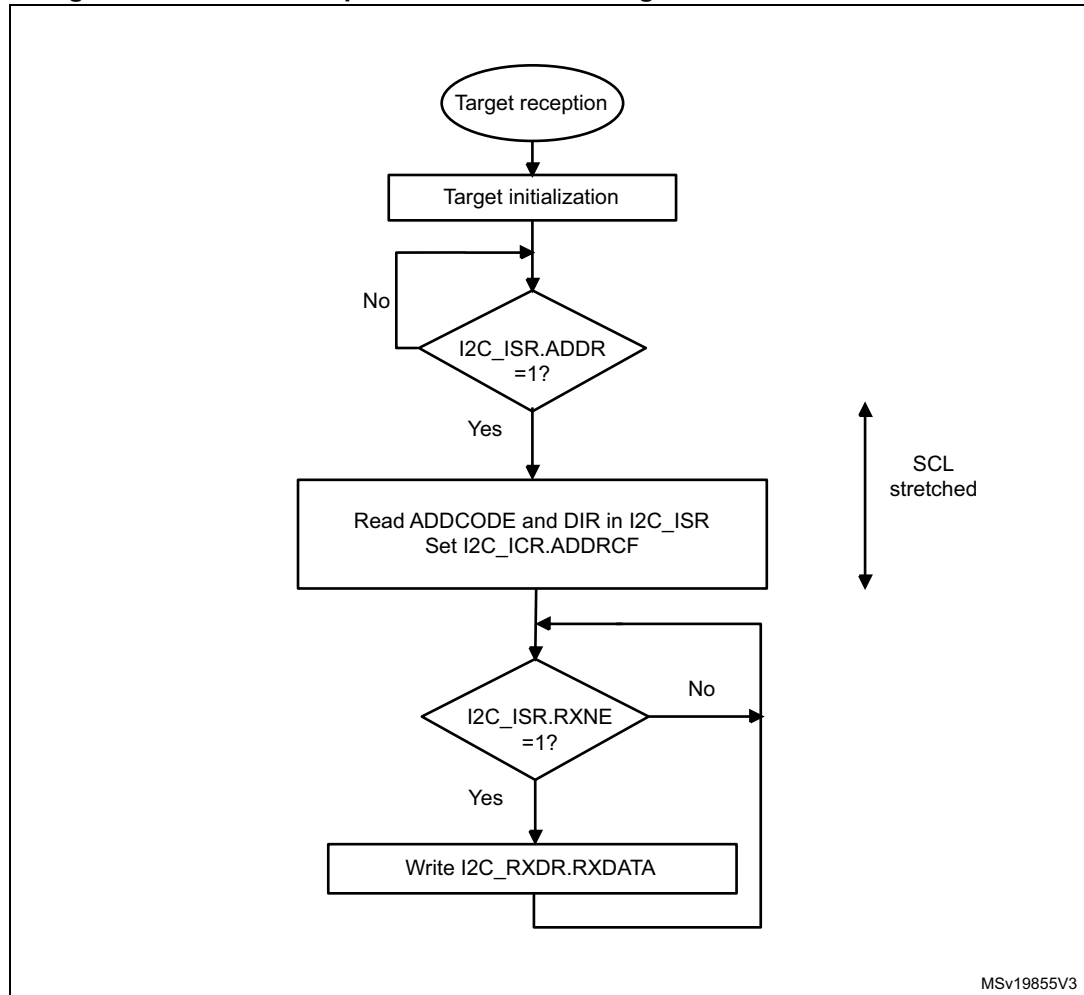 Target reception
Target initialization
No
I2C_ISR.ADDR
=1?
Yes
SCL
stretched
Read ADDCODE and DIR in I2C_ISR
Set I2C_ICR.ADDRCF
No
I2C_ISR.RXNE
=1?
Yes
Write I2C_RXDR.RXDATA
MSv19855V3